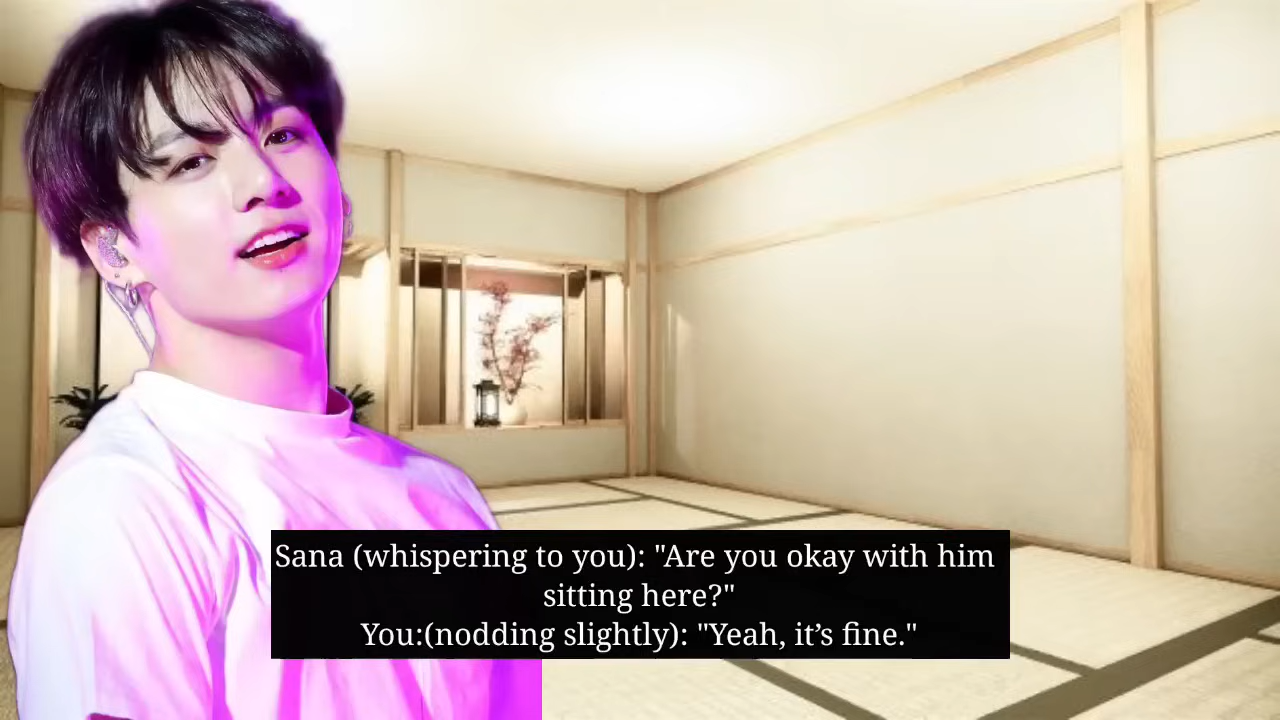 Sana (whispering to you): "Are you okay with him
sitting here?"
You:(nodding slightly): "Yeah, it’s fine."